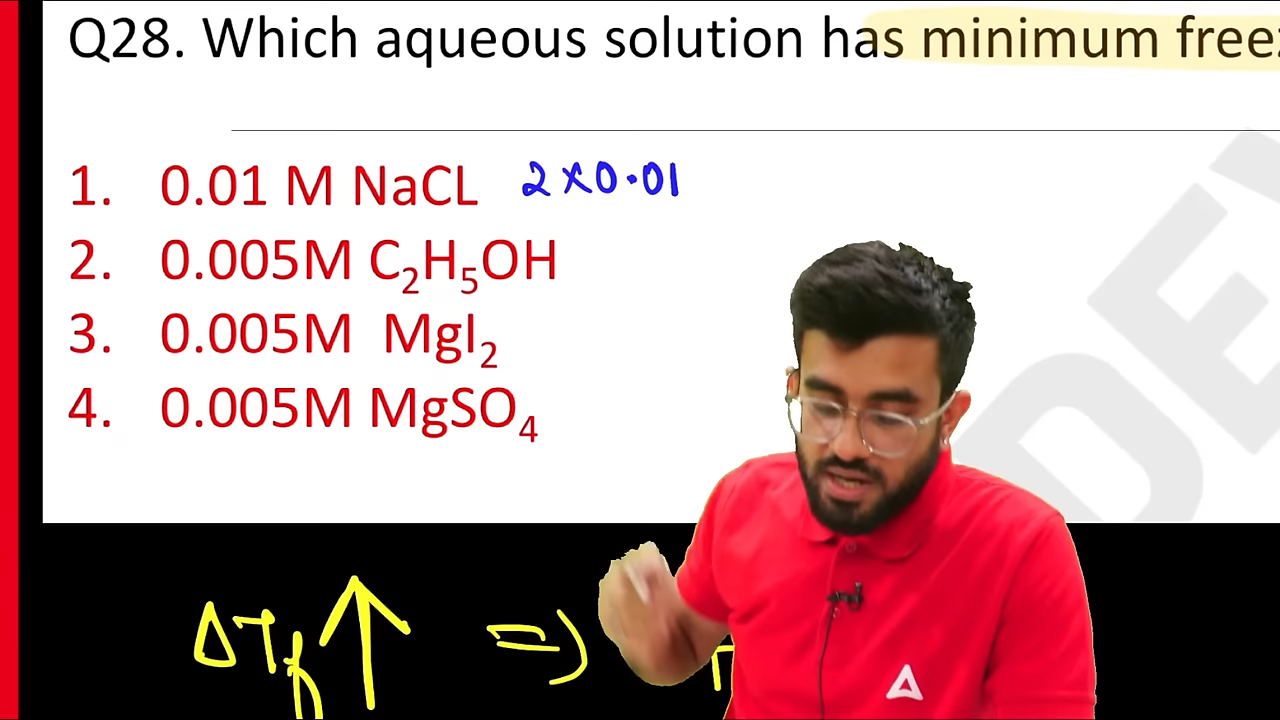 Q28. Which aqueous solution has minimum
1. 0.01 M NaCL 2×0.01
2. 0.005M C₂H₅OH
3. 0.005M MgI₂
4. 0.005M MgSO₄
ΔTf↑ ⇒